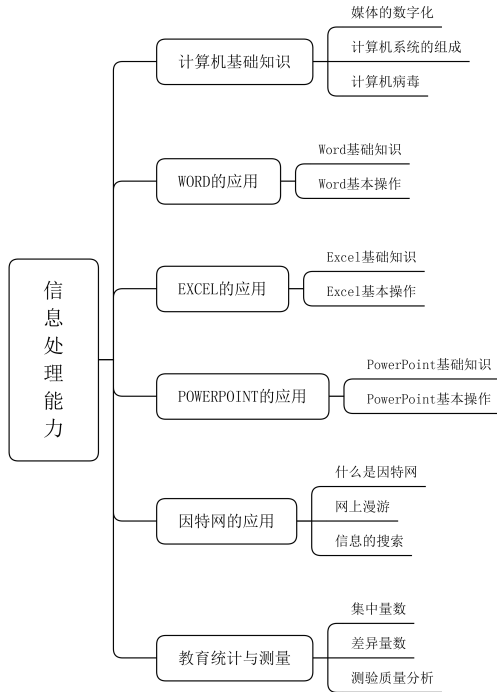 信息处理能力
计算机基础知识
媒体的数字化
计算机系统的组成
计算机病毒
WORD的应用
Word基础知识
Word基本操作
EXCEL的应用
Excel基础知识
Excel基本操作
POWERPOINT的应用
PowerPoint基础知识
PowerPoint基本操作
因特网的应用
什么是因特网
网上漫游
信息的搜索
教育统计与测量
集中量数
差异量数
测验质量分析